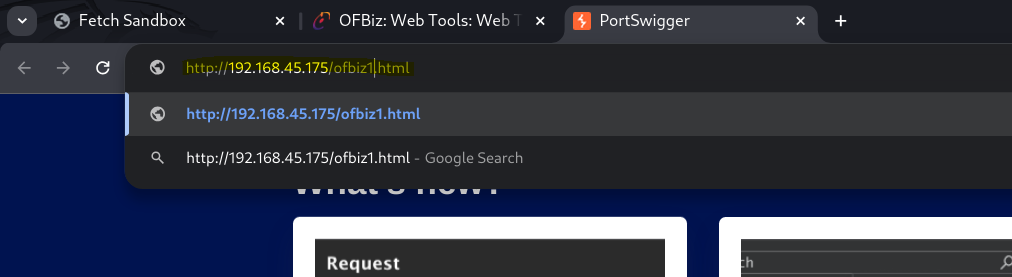 Fetch Sandbox
OFBiz: Web Tools: Web T
PortSwigger
http://192.168.45.175/ofbiz1.html
http://192.168.45.175/ofbiz1.html
http://192.168.45.175/ofbiz1.html - Google Search
What's new?
Request
ch